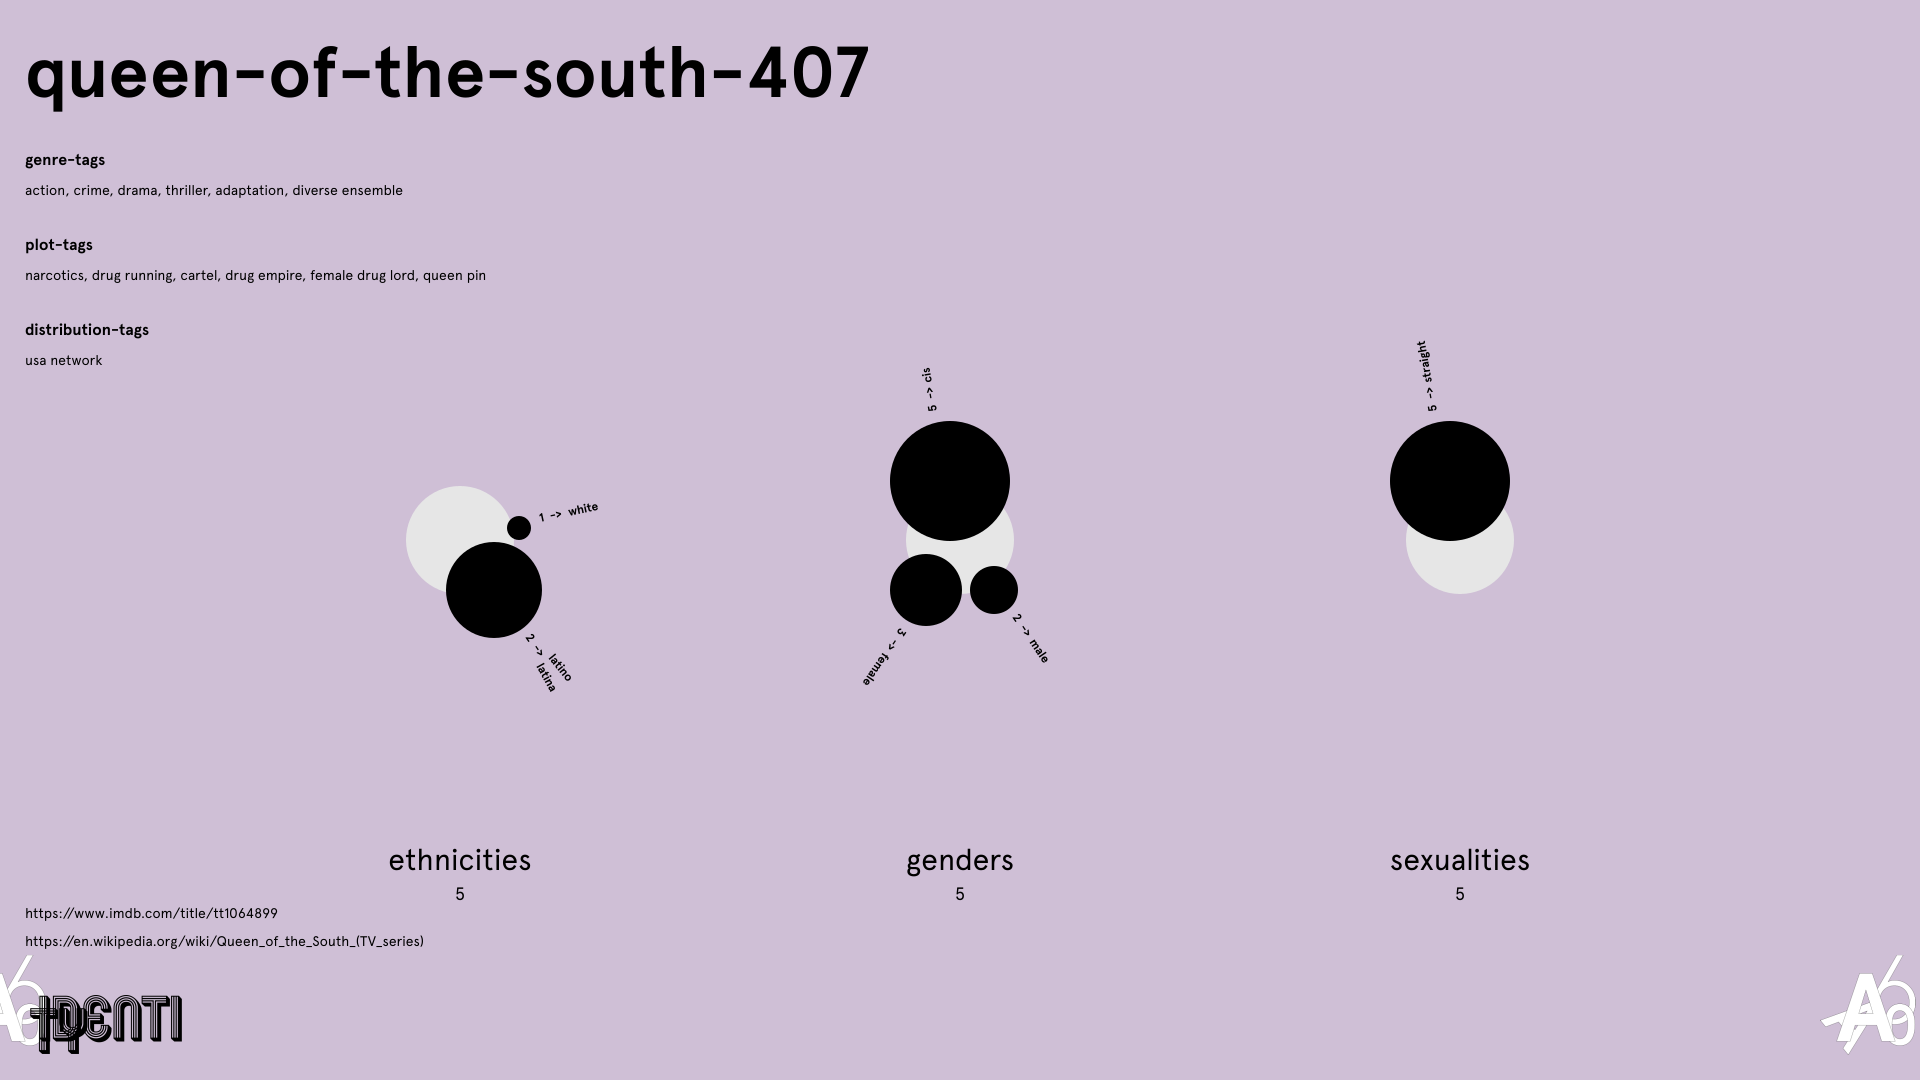 queen-of-the-south-407
genre-tags
action, crime, drama, thriller, adaptation, diverse ensemble
plot-tags
narcotics, drug running, cartel, drug empire, female drug lord, queen pin
distribution-tags
usa network
1 -> white
2 -> latino
latina
5 -> cis
3 -> female
2 -> male
5 -> straight
ethnicities
5
genders
5
sexualities
5
https://www.imdb.com/title/tt1064899
https://en.wikipedia.org/wiki/Queen_of_the_South_(TV_series)
IDENTI